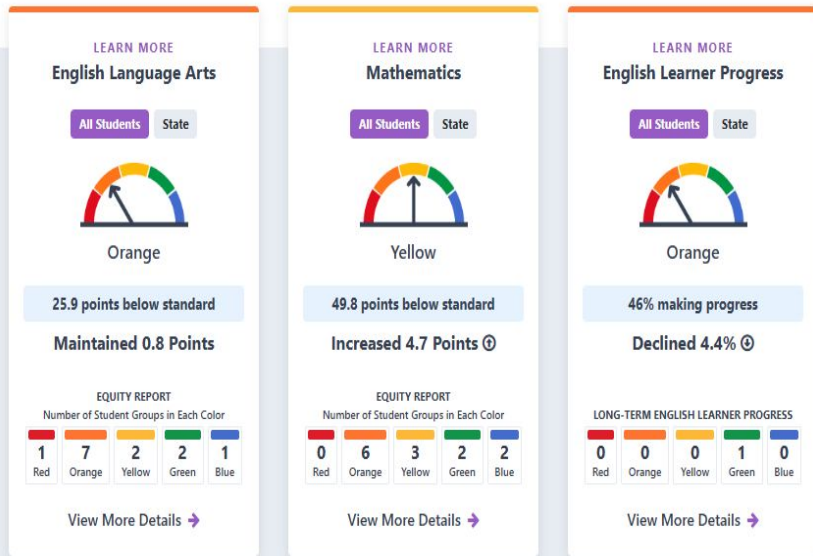 LEARN MORE
English Language Arts
All Students State
Orange
25.9 points below standard
Maintained 0.8 Points
EQUITY REPORT
Number of Student Groups in Each Color
1 7 2 2 1
Red Orange Yellow Green Blue
View More Details
LEARN MORE
Mathematics
All Students State
Yellow
49.8 points below standard
Increased 4.7 Points
EQUITY REPORT
Number of Student Groups in Each Color
0 6 3 2 2
Red Orange Yellow Green Blue
View More Details
LEARN MORE
English Learner Progress
All Students State
Orange
46% making progress
Declined 4.4%
LONG-TERM ENGLISH LEARNER PROGRESS
0 0 0 1 0
Red Orange Yellow Green Blue
View More Details